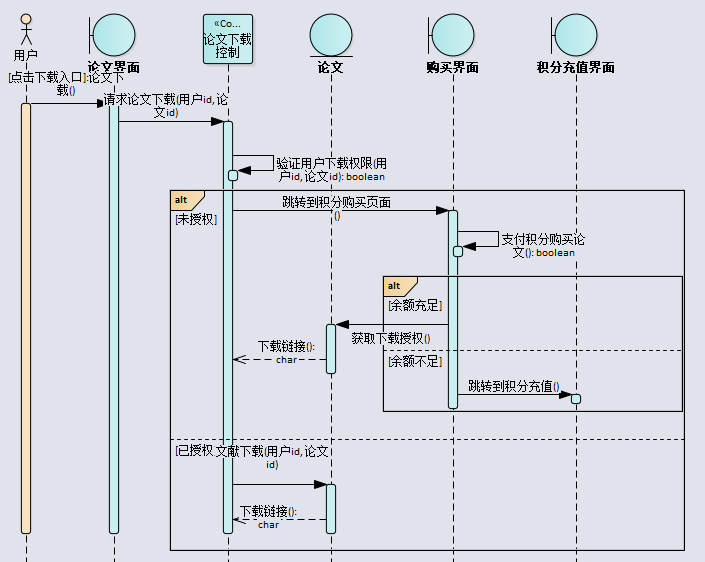 «Co...
论文下载
控制
用户
论文界面
论文
购买界面
积分充值界面
[点击下载入口]:论文下
载()
请求论文下载(用户id, 论
文id)
验证用户下载权限(用
户id, 论文id): boolean
alt
[未授权]
跳转到积分购买页面
()
支付积分购买论
文(): boolean
alt
[余额充足]
获取下载授权()
下载链接():
char
[余额不足]
跳转到积分充值()
[已授权
文献下载(用户id, 论文
id)
下载链接():
char